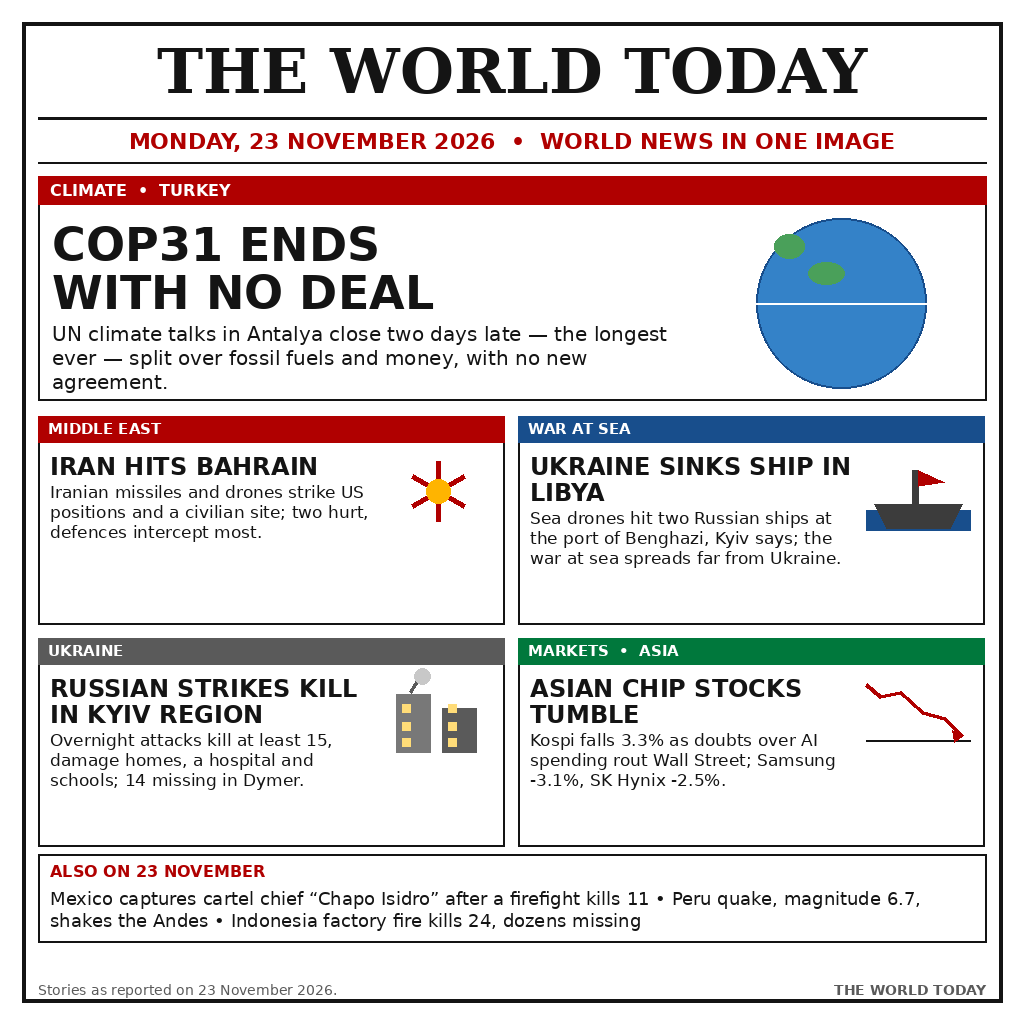 THE WORLD TODAY
MONDAY, 23 NOVEMBER 2026 • WORLD NEWS IN ONE IMAGE
CLIMATE • TURKEY
COP31 ENDS
WITH NO DEAL
UN climate talks in Antalya close two days late — the longest
ever — split over fossil fuels and money, with no new
agreement.
MIDDLE EAST
IRAN HITS BAHRAIN
Iranian missiles and drones strike US
positions and a civilian site; two hurt,
defences intercept most.
WAR AT SEA
UKRAINE SINKS SHIP IN
LIBYA
Sea drones hit two Russian ships at
the port of Benghazi, Kyiv says; the
war at sea spreads far from Ukraine.
UKRAINE
RUSSIAN STRIKES KILL
IN KYIV REGION
Overnight attacks kill at least 15,
damage homes, a hospital and
schools; 14 missing in Dymer.
MARKETS • ASIA
ASIAN CHIP STOCKS
TUMBLE
Kospi falls 3.3% as doubts over AI
spending rout Wall Street; Samsung
-3.1%, SK Hynix -2.5%.
ALSO ON 23 NOVEMBER
Mexico captures cartel chief “Chapo Isidro” after a firefight kills 11 • Peru quake, magnitude 6.7,
shakes the Andes • Indonesia factory fire kills 24, dozens missing
Stories as reported on 23 November 2026.
THE WORLD TODAY